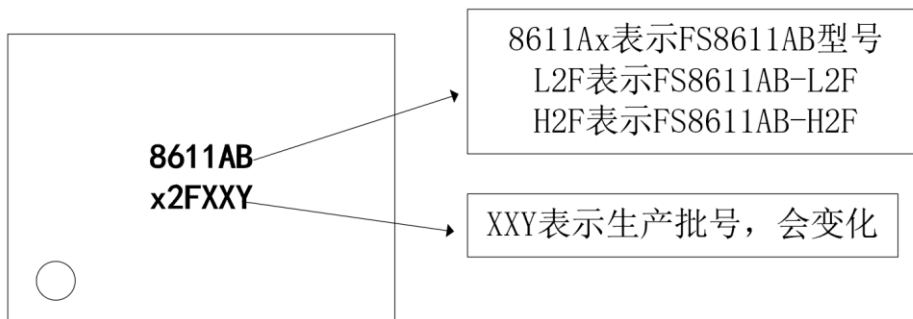 8611AB
x2FXXY
8611Ax表示FS8611AB型号
L2F表示FS8611AB-L2F
H2F表示FS8611AB-H2F
XXY表示生产批号，会变化